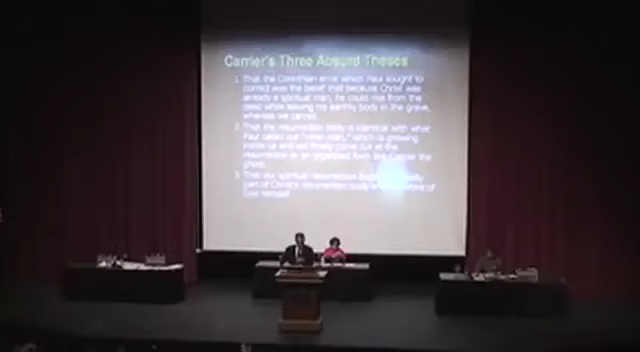 Carrier's Three Absurd Theses
1. That the Corinthian error which Paul sought to
correct was the belief that because Christ was
already a spiritual man, he could rise from the
dead while leaving his earthly body in the grave,
whereas we cannot.
2. That the resurrection body is identical with what
Paul called our "inner man," which is growing
inside us and will finally come out at the
resurrection in an organized form
ghost.
3. That our spiritual resurrection
part of Christ's resurrection body
God himself